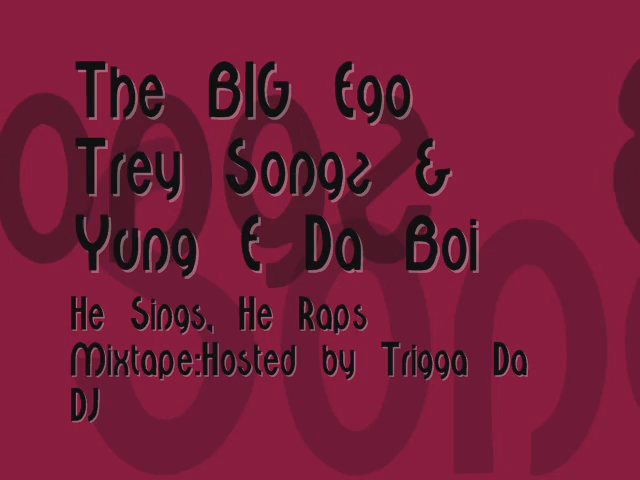 The BIG Ego
Trey Songz &
Yung E Da Boi
He Sings, He Raps
Mixtape:Hosted by Trigga Da
DJ